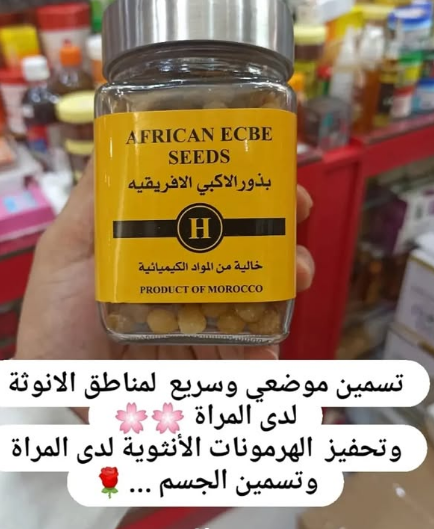 AFRICAN ECBE
SEEDS
بذور الاكبي الافريقيه
H
خالية من المواد الكيميائية
PRODUCT OF MOROCCO
تسمين موضعي وسريع لمناطق الانوثة
لدى المراة 🌸🌸
وتحفيز الهرمونات الأنثوية لدى المراة
وتسمين الجسم ... 🌹